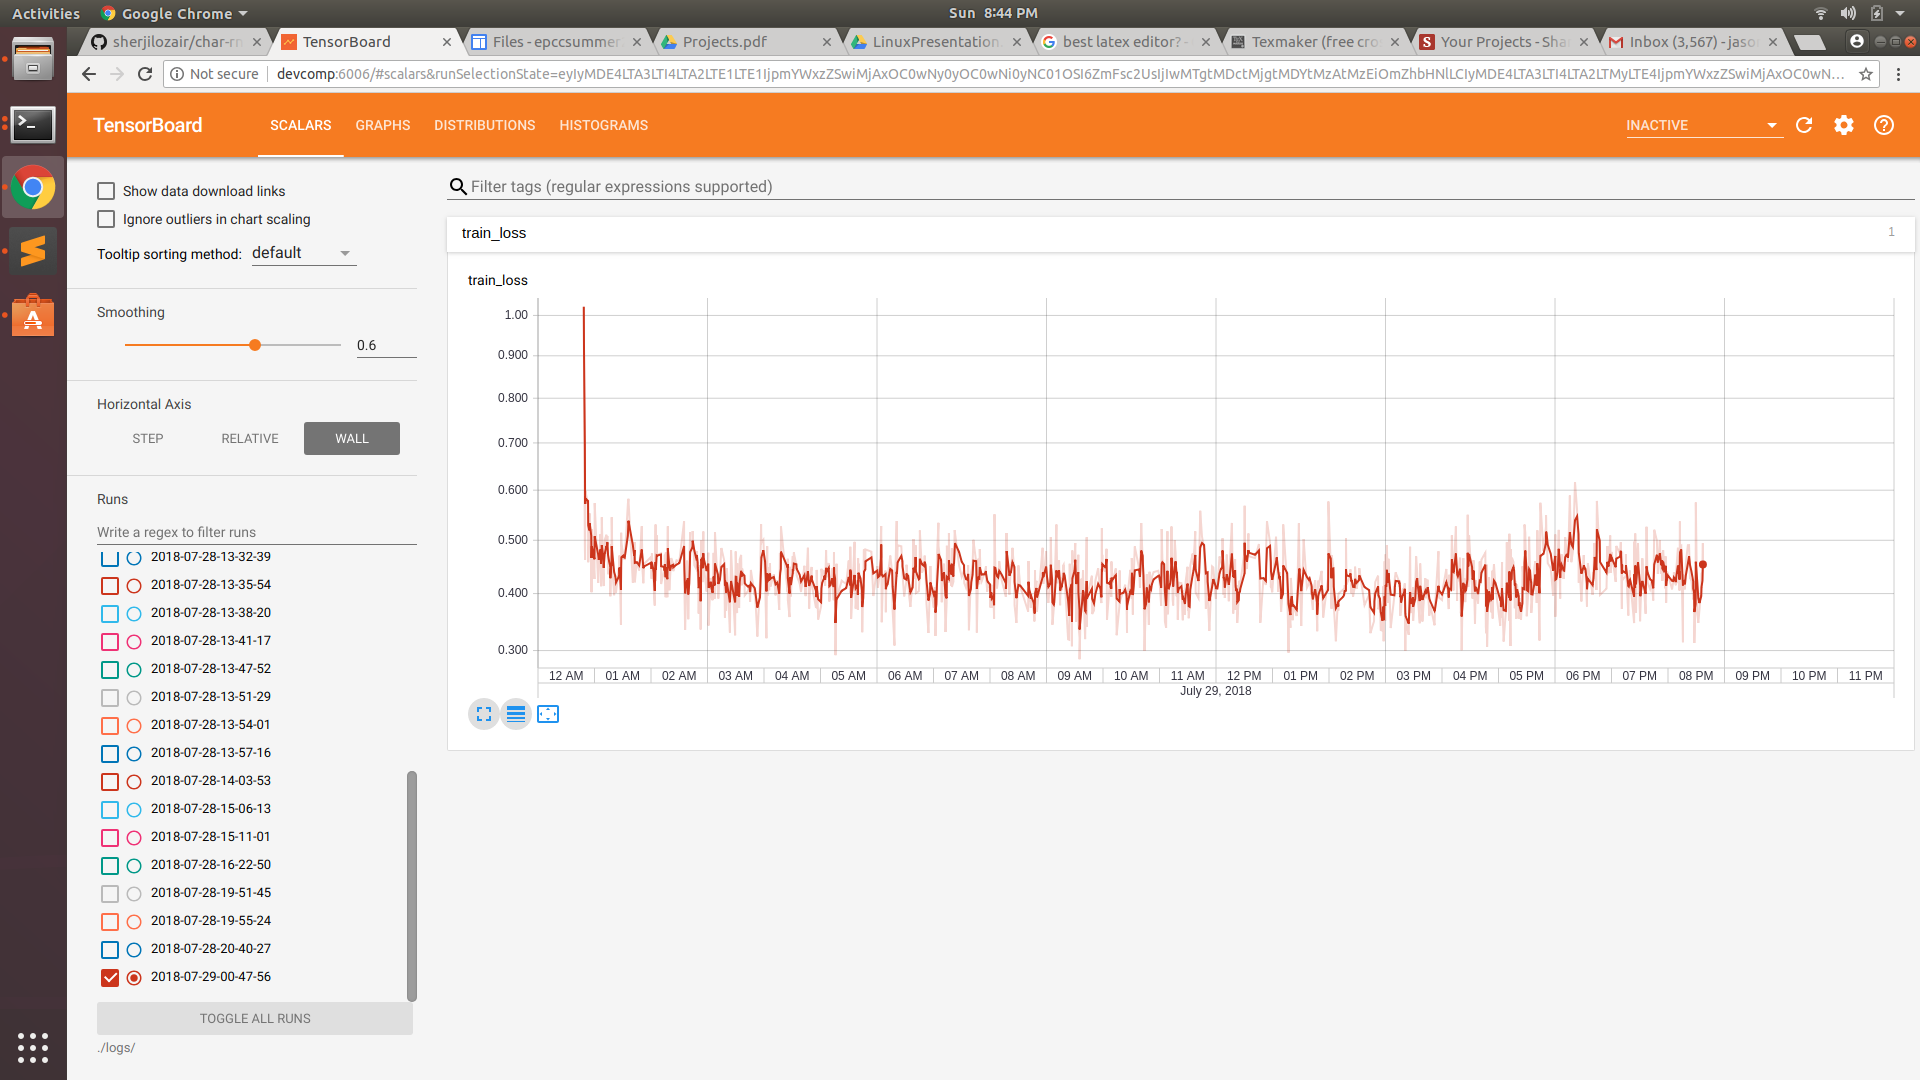 Activities Google Chrome Sun 8:44 PM
sherjilozair/char-rn TensorBoard Files - epccsummer Projects.pdf LinuxPresentation. best latex editor? - Texmaker (free cro Your Projects - Sha Inbox (3,567) - jaso
Not secure devcomp:6006/#scalars&runSelectionState=
TensorBoard SCALARS GRAPHS DISTRIBUTIONS HISTOGRAMS INACTIVE
Show data download links
Ignore outliers in chart scaling
Tooltip sorting method: default
Smoothing
0.6
Horizontal Axis
STEP RELATIVE WALL
Runs
Write a regex to filter runs
2018-07-28-13-32-39
2018-07-28-13-35-54
2018-07-28-13-38-20
2018-07-28-13-41-17
2018-07-28-13-47-52
2018-07-28-13-51-29
2018-07-28-13-54-01
2018-07-28-13-57-16
2018-07-28-14-03-53
2018-07-28-15-06-13
2018-07-28-15-11-01
2018-07-28-16-22-50
2018-07-28-19-51-45
2018-07-28-19-55-24
2018-07-28-20-40-27
2018-07-29-00-47-56
TOGGLE ALL RUNS
./logs/
Filter tags (regular expressions supported)
train_loss 1
train_loss
1.00
0.900
0.800
0.700
0.600
0.500
0.400
0.300
12 AM 01 AM 02 AM 03 AM 04 AM 05 AM 06 AM 07 AM 08 AM 09 AM 10 AM 11 AM 12 PM 01 PM 02 PM 03 PM 04 PM 05 PM 06 PM 07 PM 08 PM 09 PM 10 PM 11 PM
July 29, 2018